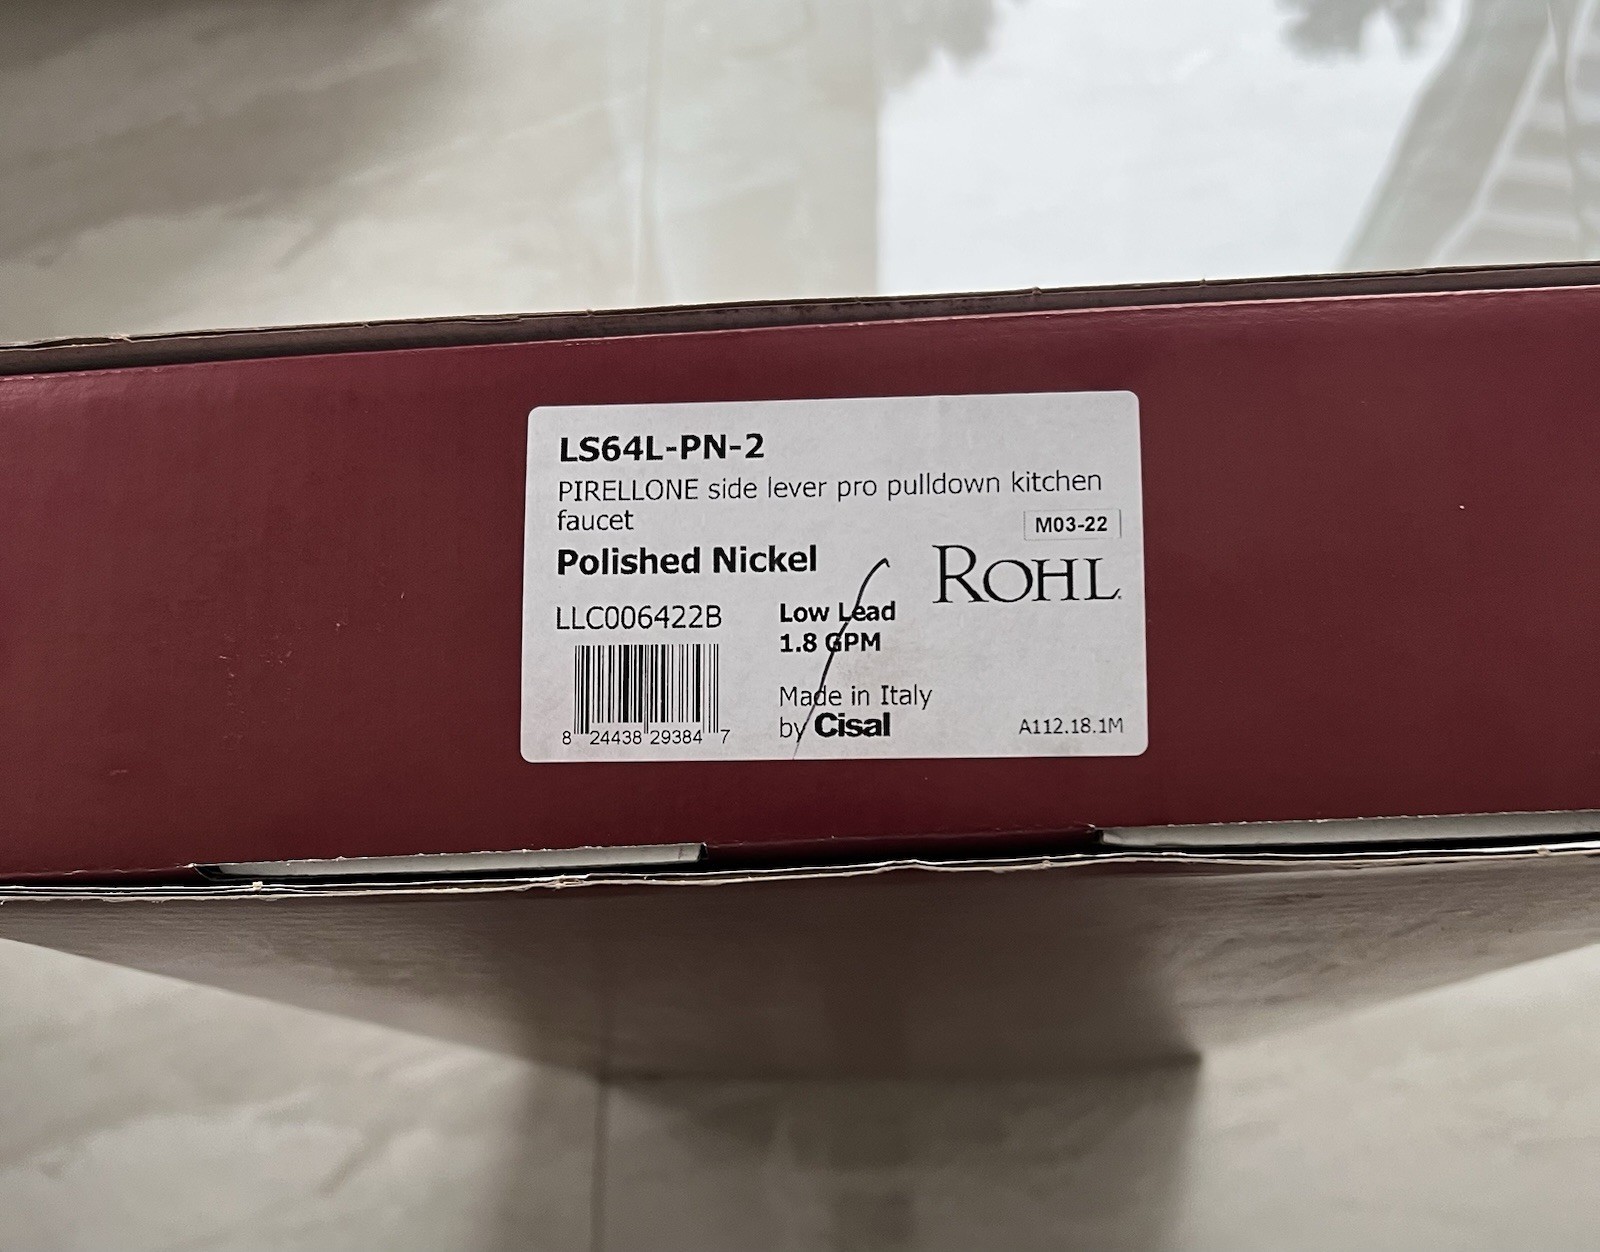 LS64L-PN-2
PIRELLONE side lever pro pulldown kitchen
faucet
M03-22
Polished Nickel
ROHL
LLC006422B
Low Lead
1.8 GPM
Made in Italy
by Cisal
8 24438 29384 7
A112.18.1M